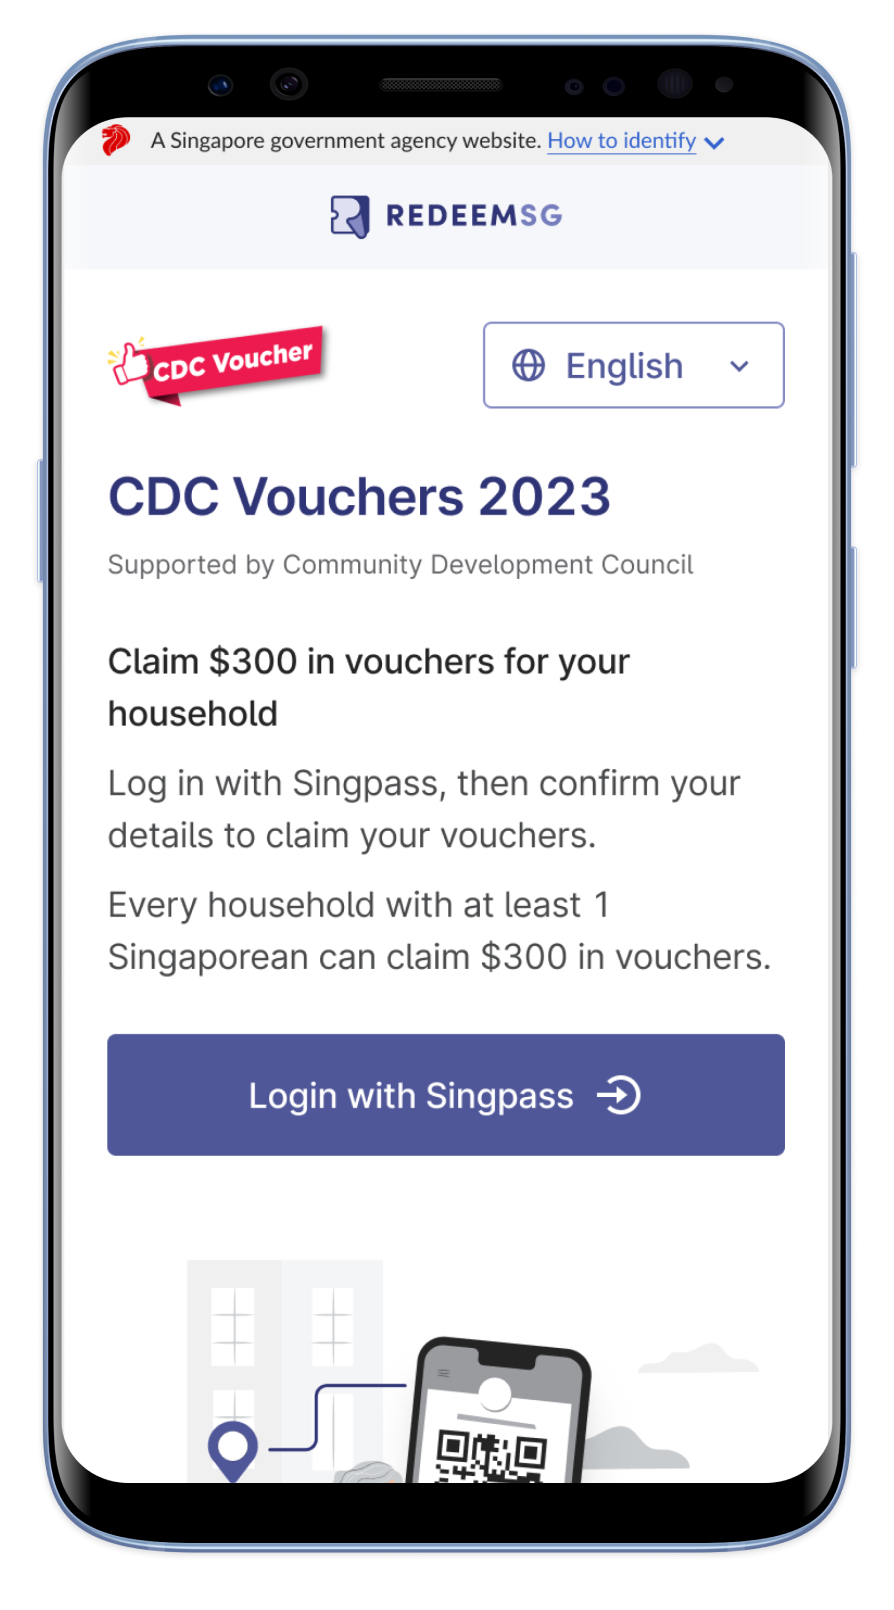 A Singapore government agency website. How to identify
REDEEMSG
CDC Voucher
English
CDC Vouchers 2023
Supported by Community Development Council
Claim $300 in vouchers for your
household
Log in with Singpass, then confirm your
details to claim your vouchers.
Every household with at least 1
Singaporean can claim $300 in vouchers.
Login with Singpass